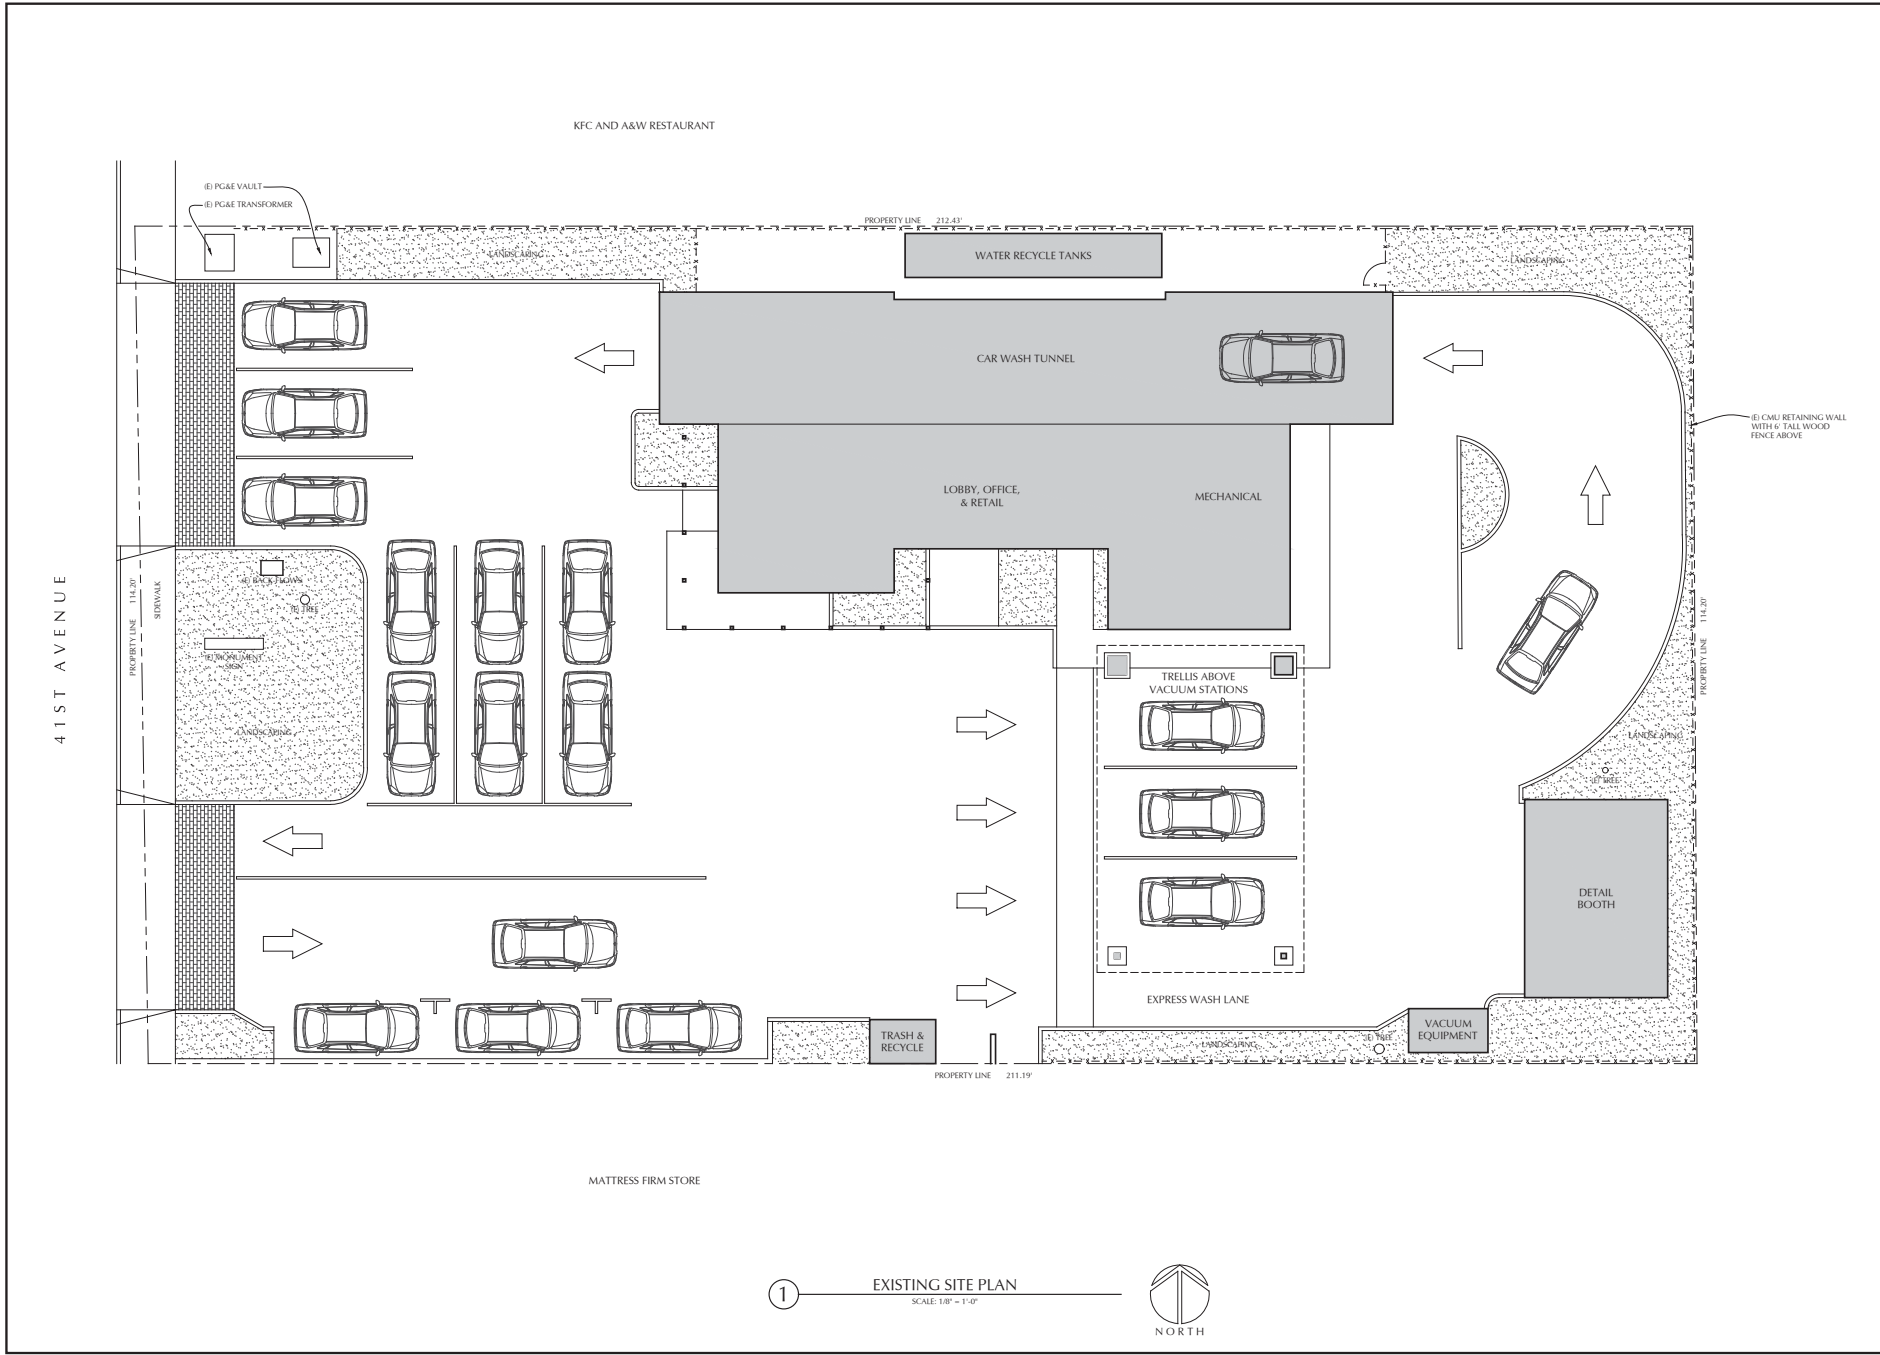 KFC AND A&W RESTAURANT
(E) PG&E VAULT
(E) PG&E TRANSFORMER
PROPERTY LINE 212.43'
LANDSCAPING
WATER RECYCLE TANKS
LANDSCAPING
CAR WASH TUNNEL
(E) CMU RETAINING WALL
WITH 6' TALL WOOD
FENCE ABOVE
LOBBY, OFFICE,
& RETAIL
MECHANICAL
41ST AVENUE
PROPERTY LINE 114.20'
SIDEWALK
(E) BACK FLOWS
(E) TREE
(E) MONUMENT
SIGN
LANDSCAPING
TRELLIS ABOVE
VACUUM STATIONS
PROPERTY LINE 114.20'
LANDSCAPING
(E) TREE
DETAIL
BOOTH
EXPRESS WASH LANE
TRASH &
RECYCLE
LANDSCAPING
(E) TREE
VACUUM
EQUIPMENT
PROPERTY LINE 211.19'
MATTRESS FIRM STORE
1
EXISTING SITE PLAN
SCALE: 1/8" = 1'-0"
NORTH